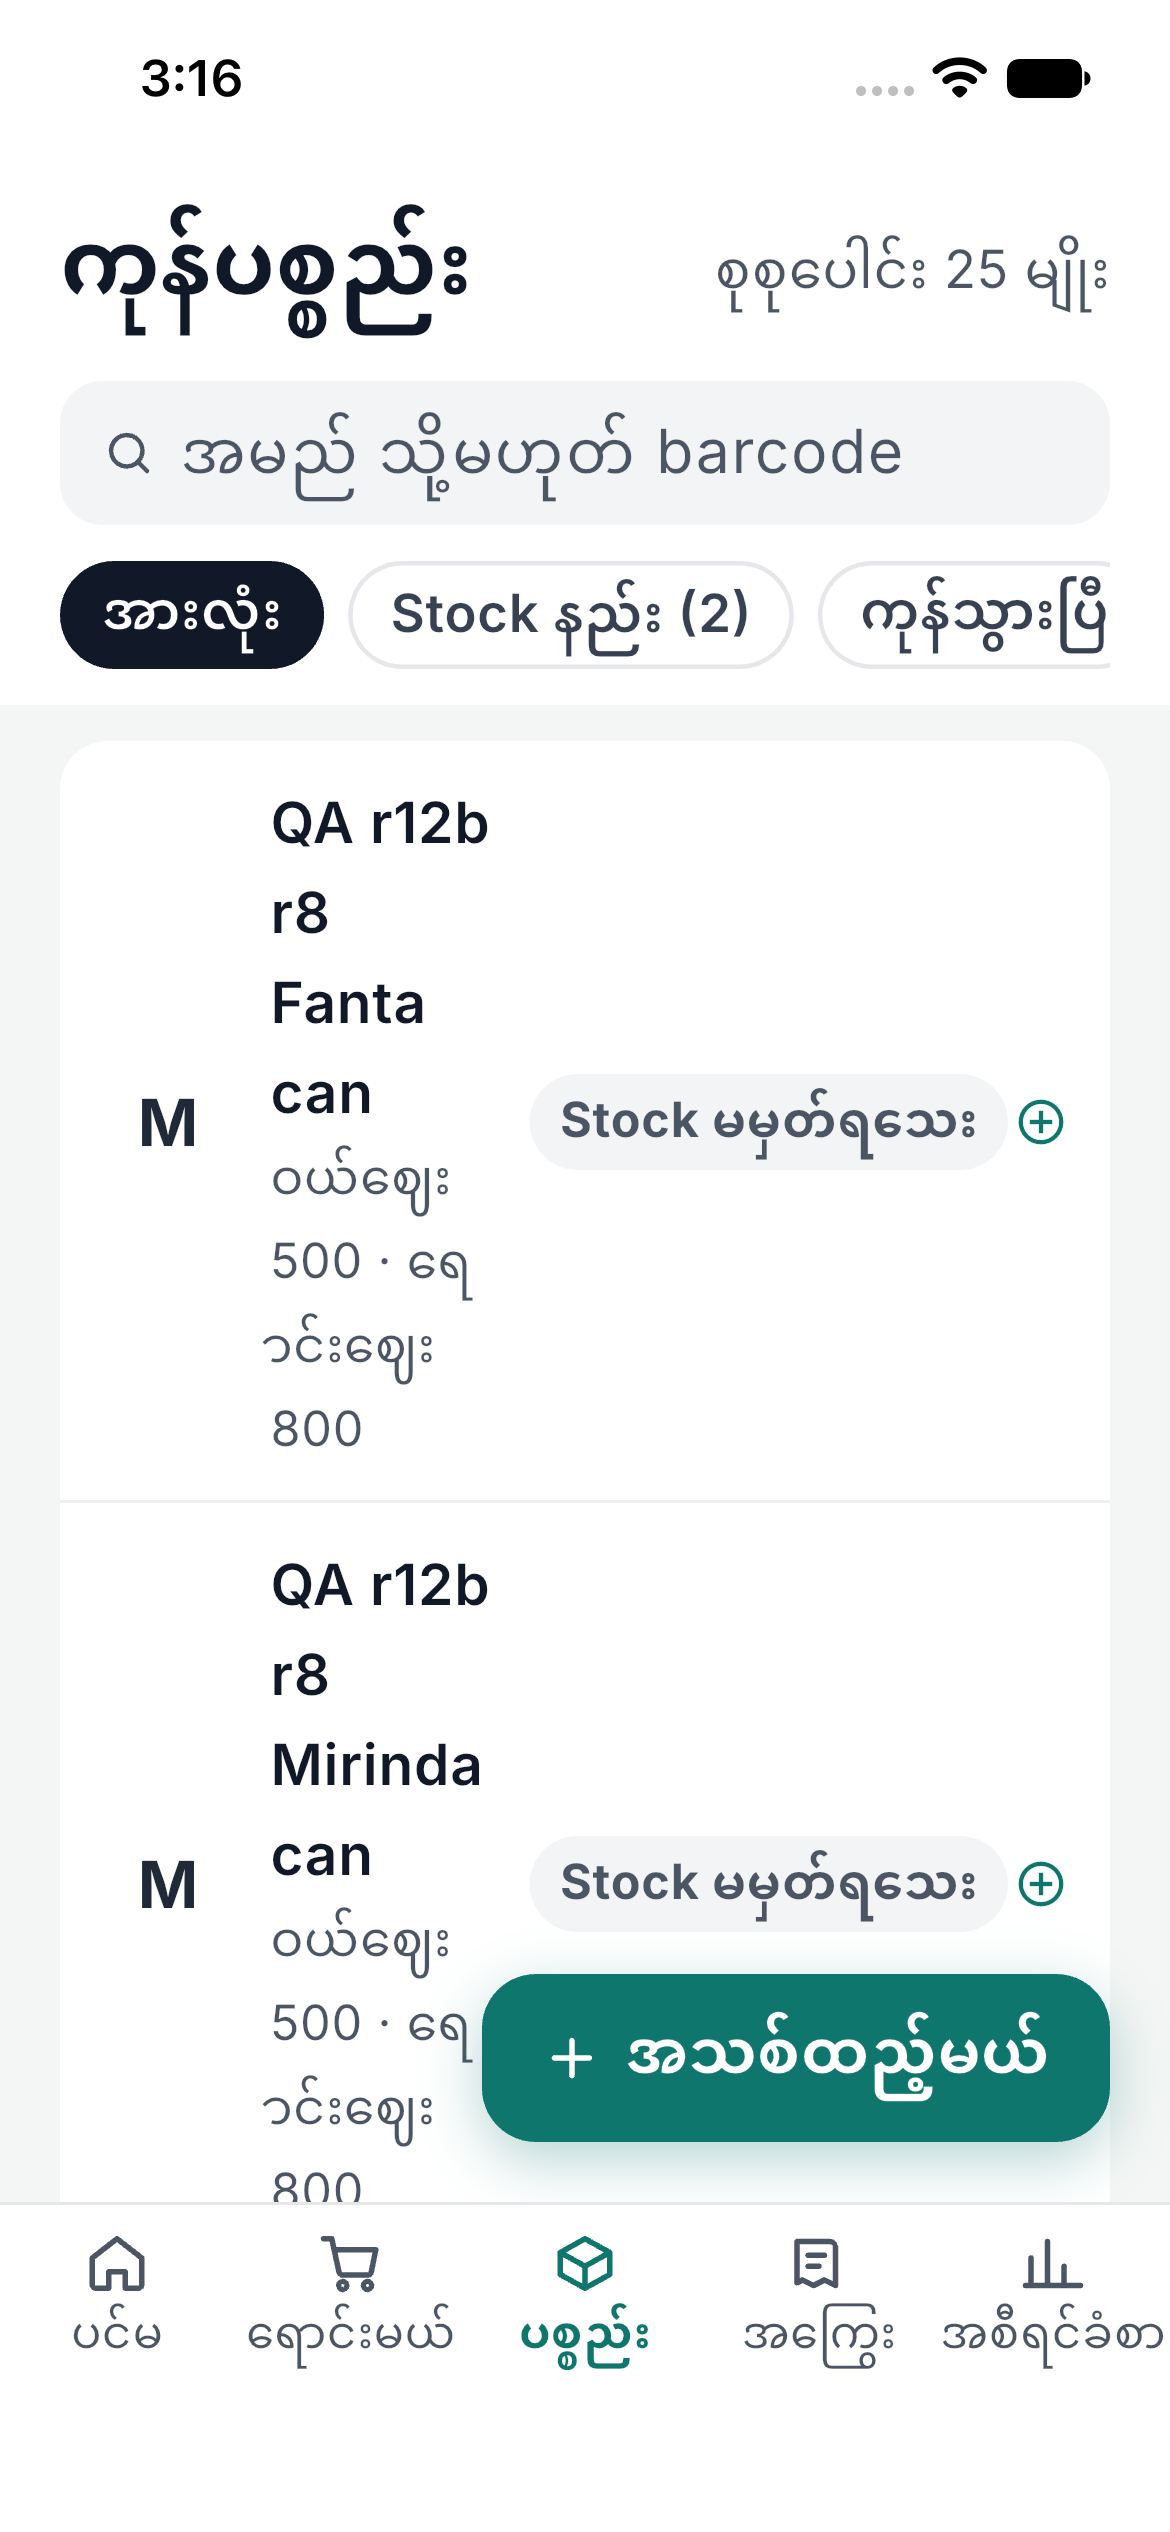 3:16
ကုန်ပစ္စည်း
စုစုပေါင်း 25 မျိုး
အမည် သို့မဟုတ် barcode
အားလုံး
Stock နည်း (2)
ကုန်သွားပြီ
QA r12b
r8
Fanta
can
M
Stock မမှတ်ရသေး
ဝယ်ဈေး
500 · ရေ
ာင်းဈေး
800
QA r12b
r8
Mirinda
can
M
Stock မမှတ်ရသေး
ဝယ်ဈေး
500 · ရေ
ာင်းဈေး
800
+ အသစ်ထည့်မယ်
ပင်မ
ရောင်းမယ်
ပစ္စည်း
အကြွေး
အစီရင်ခံစာ